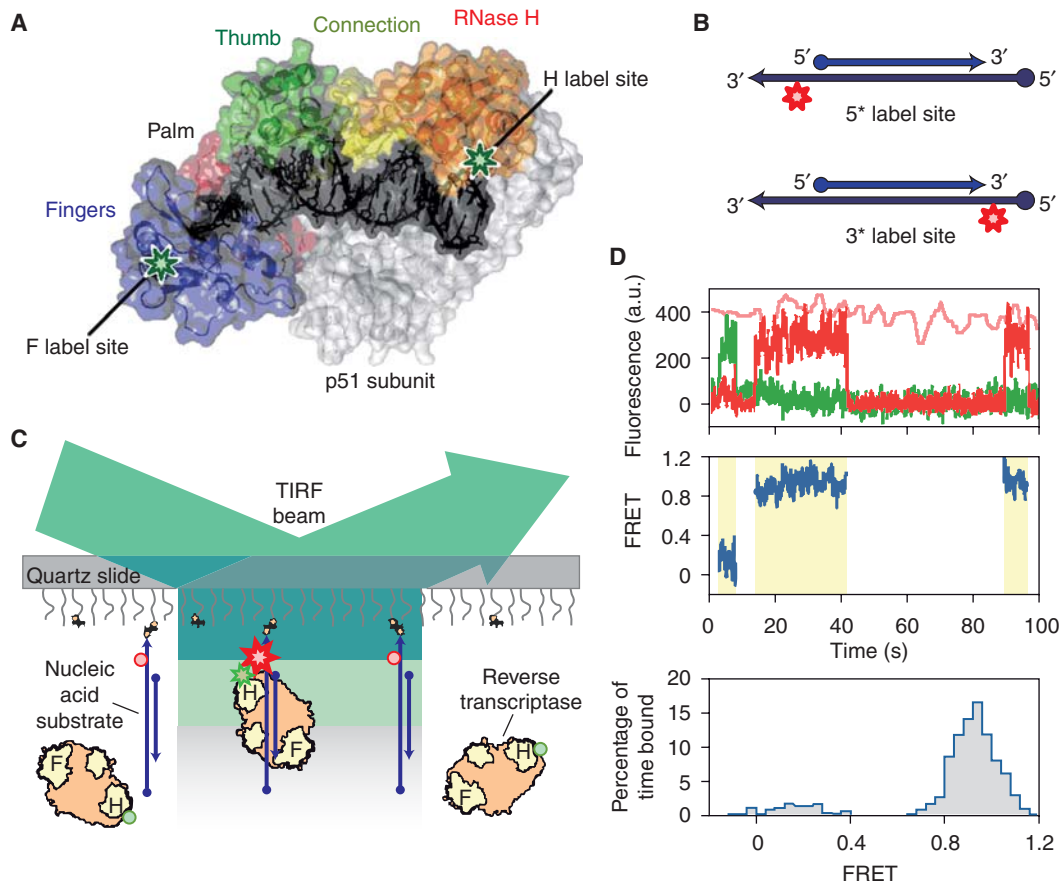 A
Thumb
Connection
RNase H
H label site
Palm
Fingers
F label site
p51 subunit
B
5′
3′
3′
5′
5* label site
5′
3′
3′
5′
3* label site
C
TIRF
beam
Quartz slide
Nucleic
acid
substrate
Reverse
transcriptase
F
H
H
F
H
F
D
Fluorescence (a.u.)
400
200
0
FRET
1.2
0.8
0.4
0
0 20 40 60 80 100
Time (s)
Percentage of
time bound
20
15
10
5
0
0 0.4 0.8 1.2
FRET